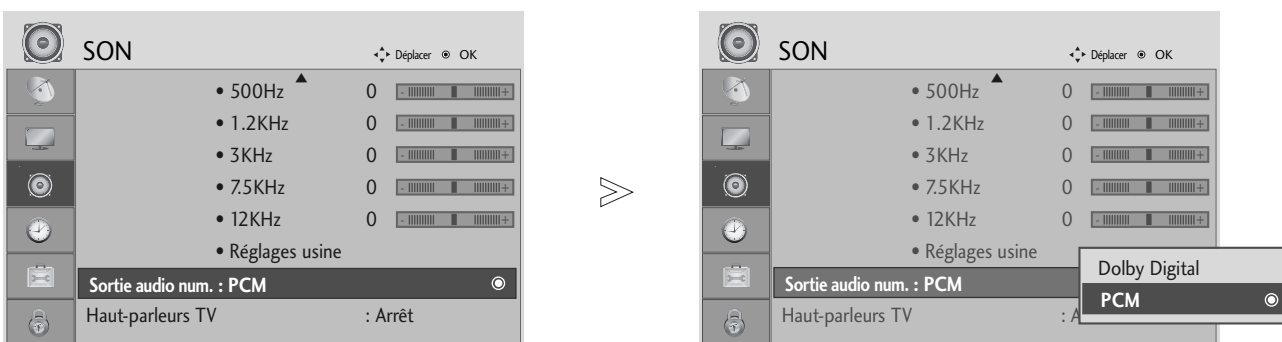 SON
Déplacer OK
• 500Hz 0 - +
• 1.2KHz 0 - +
• 3KHz 0 - +
• 7.5KHz 0 - +
• 12KHz 0 - +
• Réglages usine
Sortie audio num. : PCM
Haut-parleurs TV : Arrêt
SON
Déplacer OK
• 500Hz 0 - +
• 1.2KHz 0 - +
• 3KHz 0 - +
• 7.5KHz 0 - +
• 12KHz 0 - +
• Réglages usine
Sortie audio num. : PCM
Haut-parleurs TV : A
Dolby Digital
PCM